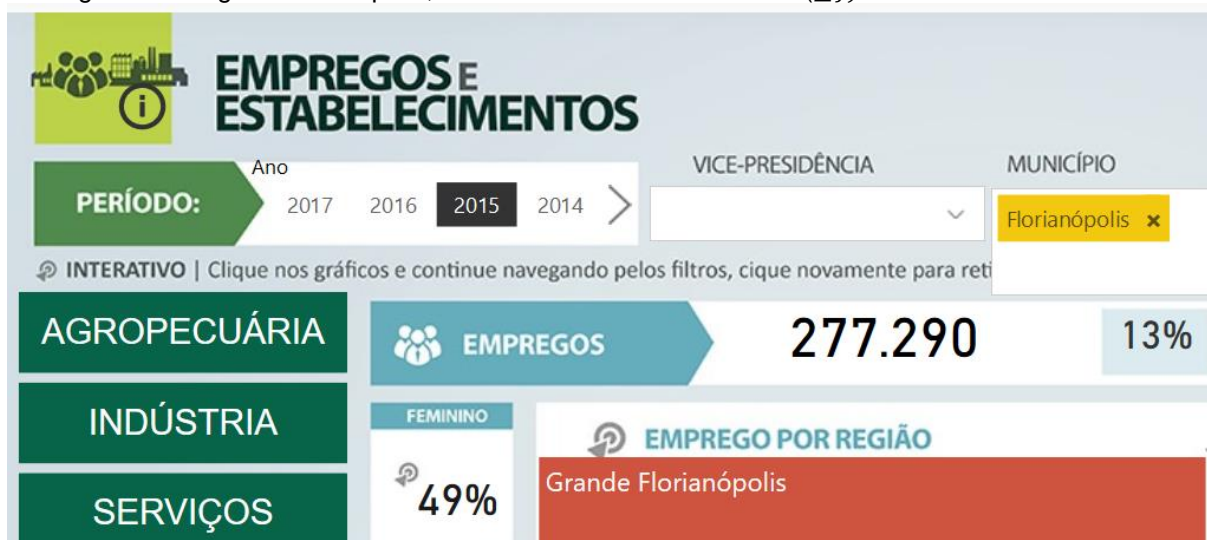 EMPREGOS E
ESTABELECIMENTOS
PERÍODO:
Ano
2017 2016 2015 2014
VICE-PRESIDÊNCIA
MUNICÍPIO
Florianópolis ×
INTERATIVO | Clique nos gráficos e continue navegando pelos filtros, cique novamente para reti
AGROPECUÁRIA
INDÚSTRIA
SERVIÇOS
EMPREGOS
277.290
13%
FEMININO
49%
EMPREGO POR REGIÃO
Grande Florianópolis